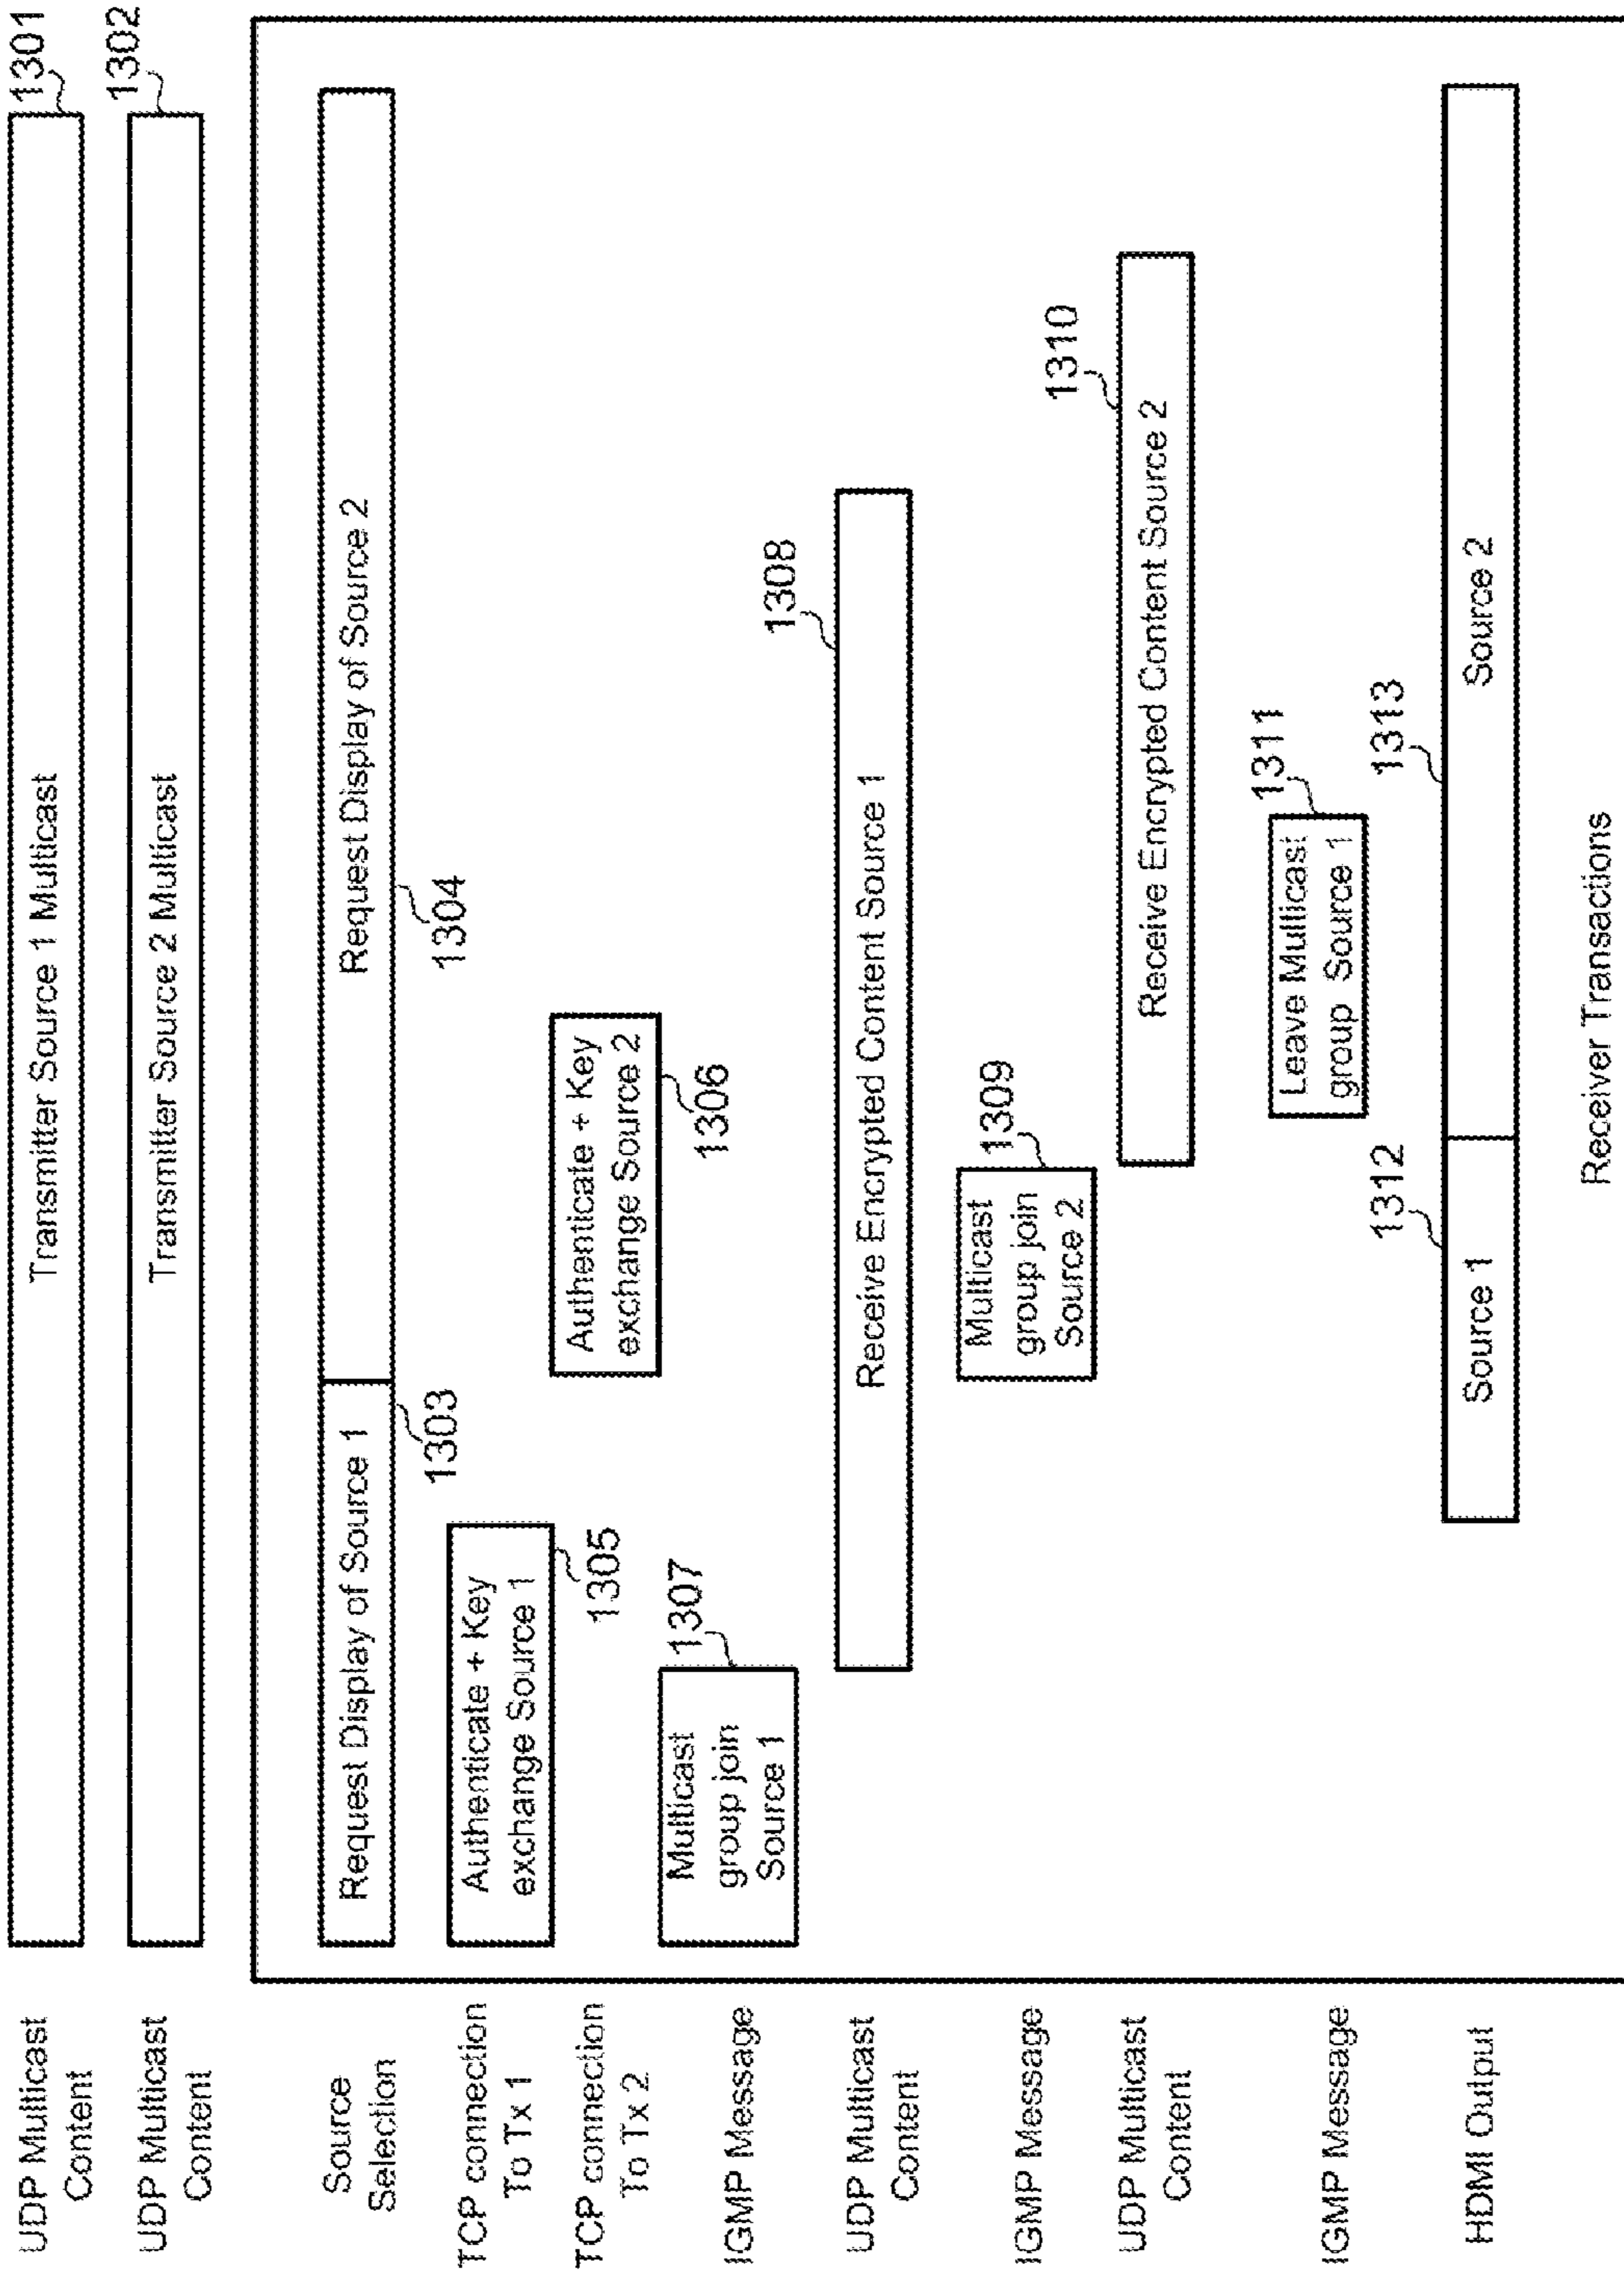 UDP Multicast
Content
Transmitter Source 1 Multicast
1301
UDP Multicast
Content
Transmitter Source 2 Multicast
1302
Source
Selection
Request Display of Source 1
Request Display of Source 2
1303
1304
TCP connection
To Tx 1
Authenticate + Key
exchange Source 1
1305
TCP connection
To Tx 2
Authenticate + Key
exchange Source 2
1306
IGMP Message
Multicast
group join
Source 1
1307
UDP Multicast
Content
Receive Encrypted Content Source 1
1308
IGMP Message
Multicast
group join
Source 2
1309
UDP Multicast
Content
Receive Encrypted Content Source 2
1310
IGMP Message
Leave Multicast
group Source 1
1311
HDMI Output
Source 1
1312
Source 2
1313
Receiver Transactions